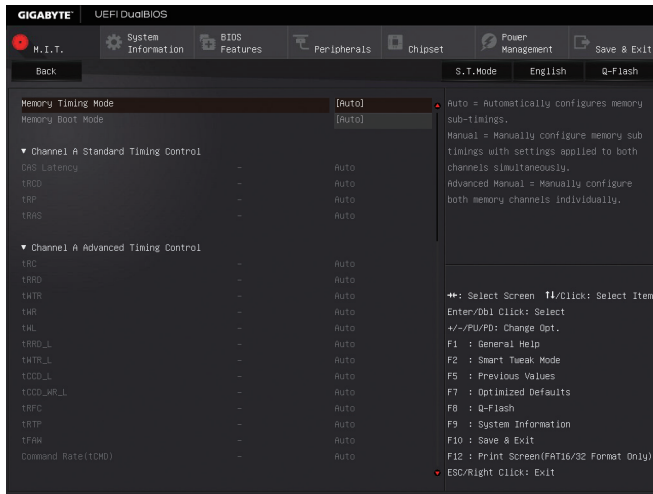 GIGABYTE™ UEFI DualBIOS
M.I.T.
System Information
BIOS Features
Peripherals
Chipset
Power Management
Save & Exit
Back S.T.Mode English Q-Flash
Memory Timing Mode [Auto]
Memory Boot Mode [Auto]
▼ Channel A Standard Timing Control
CAS Latency - Auto
tRCD - Auto
tRP - Auto
tRAS - Auto
▼ Channel A Advanced Timing Control
tRC - Auto
tRRD - Auto
tWTR - Auto
tWR - Auto
tWL - Auto
tRRD_L - Auto
tWTR_L - Auto
tCCD_L - Auto
tCCD_WR_L - Auto
tRFC - Auto
tRTP - Auto
tFAW - Auto
Command Rate(tCMD) - Auto
Auto = Automatically configures memory
sub-timings.
Manual = Manually configure memory sub
timings with settings applied to both
channels simultaneously.
Advanced Manual = Manually configure
both memory channels individually.
→←: Select Screen ↑↓/Click: Select Item
Enter/Dbl Click: Select
+/-/PU/PD: Change Opt.
F1 : General Help
F2 : Smart Tweak Mode
F5 : Previous Values
F7 : Optimized Defaults
F8 : Q-Flash
F9 : System Information
F10 : Save & Exit
F12 : Print Screen(FAT16/32 Format Only)
ESC/Right Click: Exit